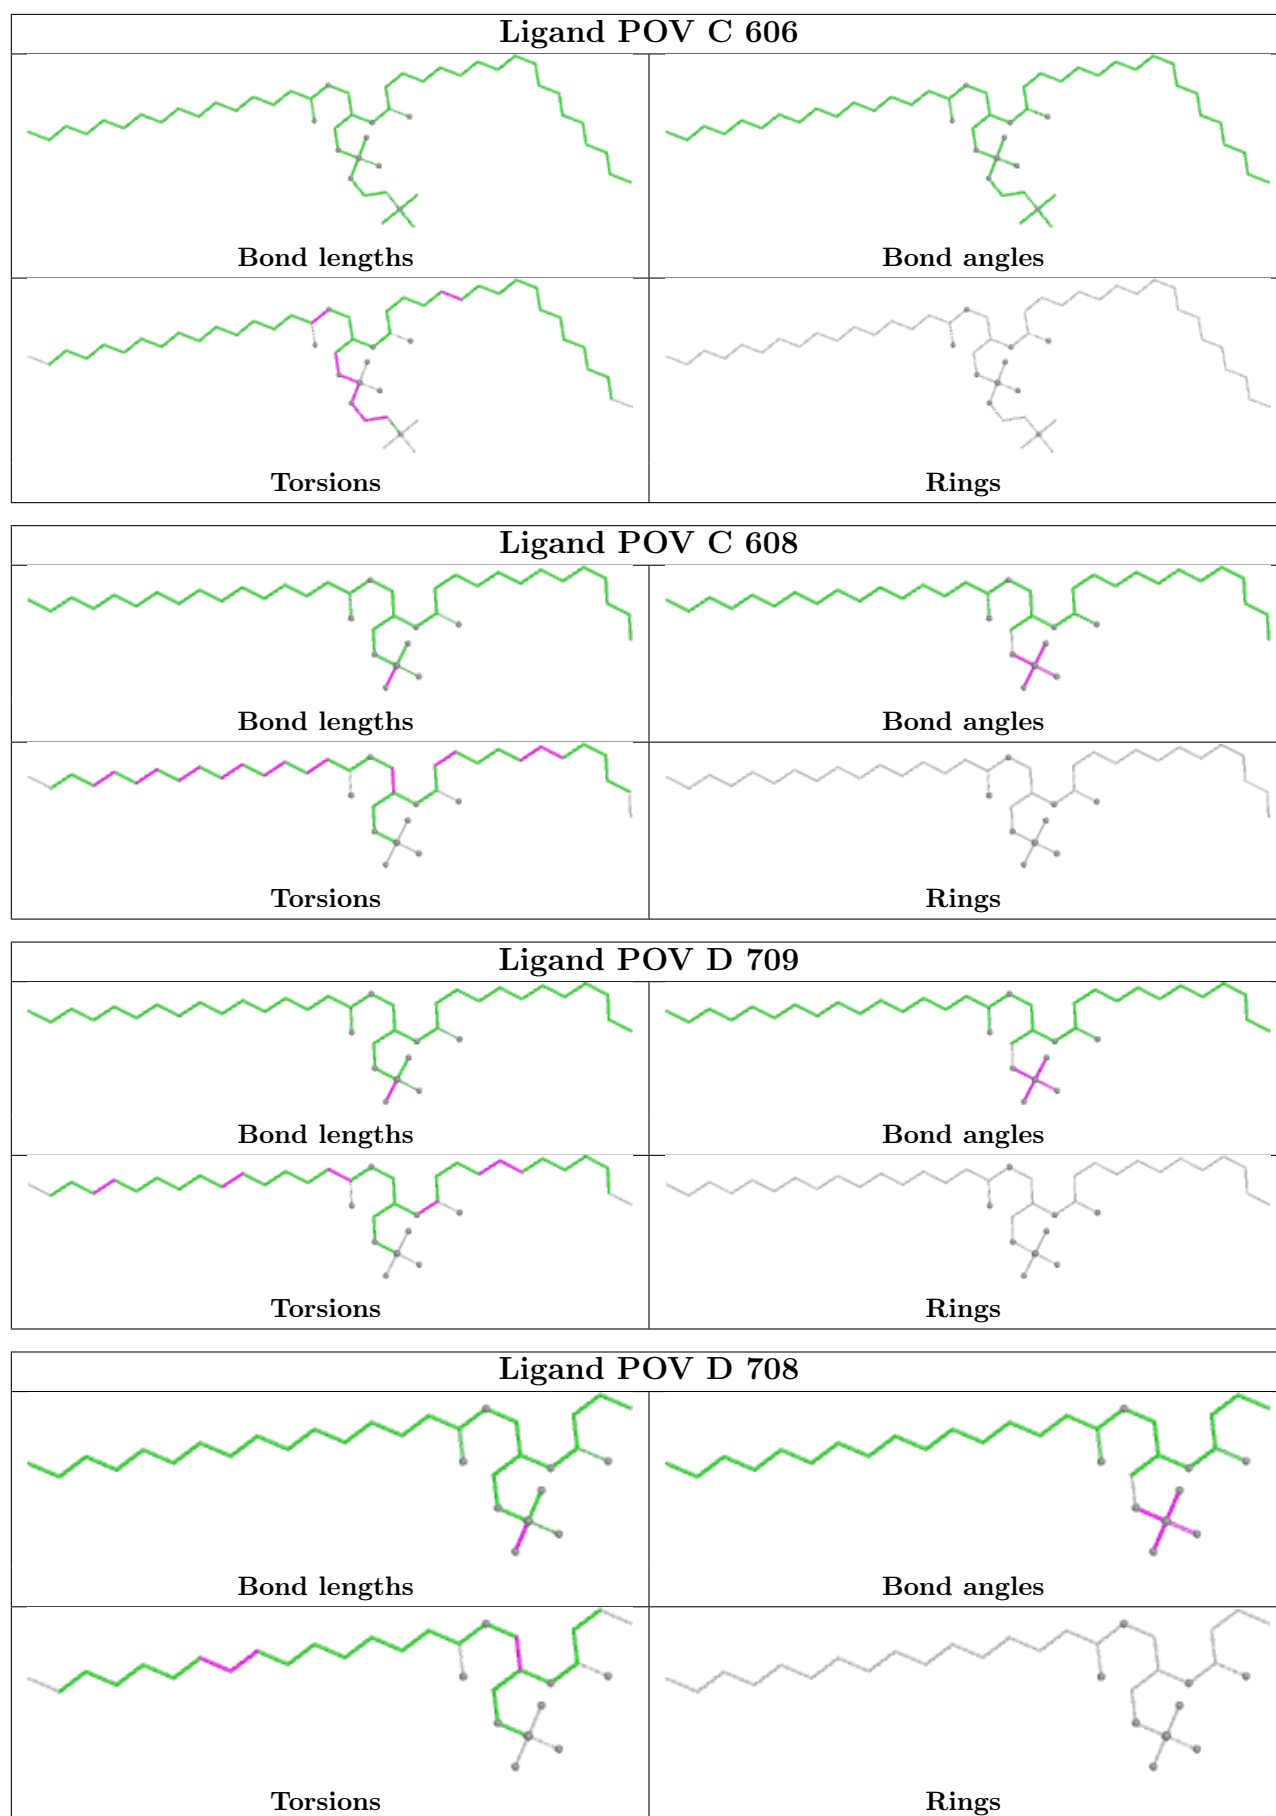 Ligand POV C 606
Bond lengths
Bond angles
Torsions
Rings
Ligand POV C 608
Bond lengths
Bond angles
Torsions
Rings
Ligand POV D 709
Bond lengths
Bond angles
Torsions
Rings
Ligand POV D 708
Bond lengths
Bond angles
Torsions
Rings